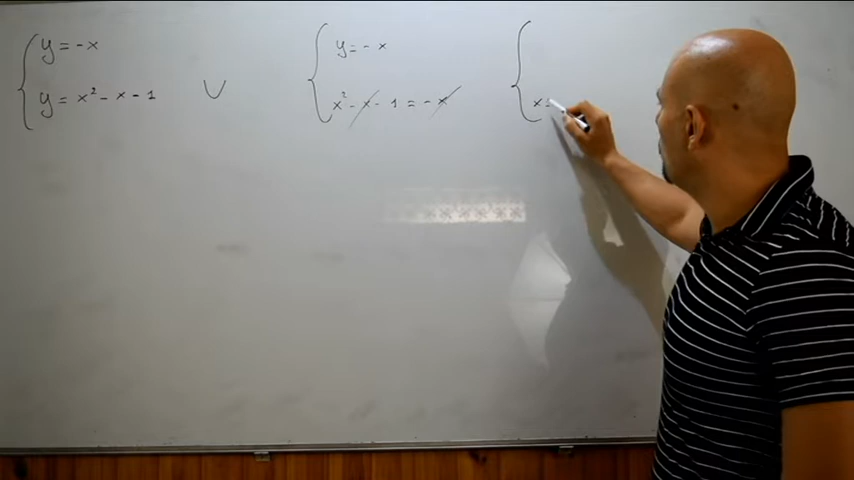 y = -x
y = x² - x - 1
V
y = -x
x² - x - 1 = -x
x =